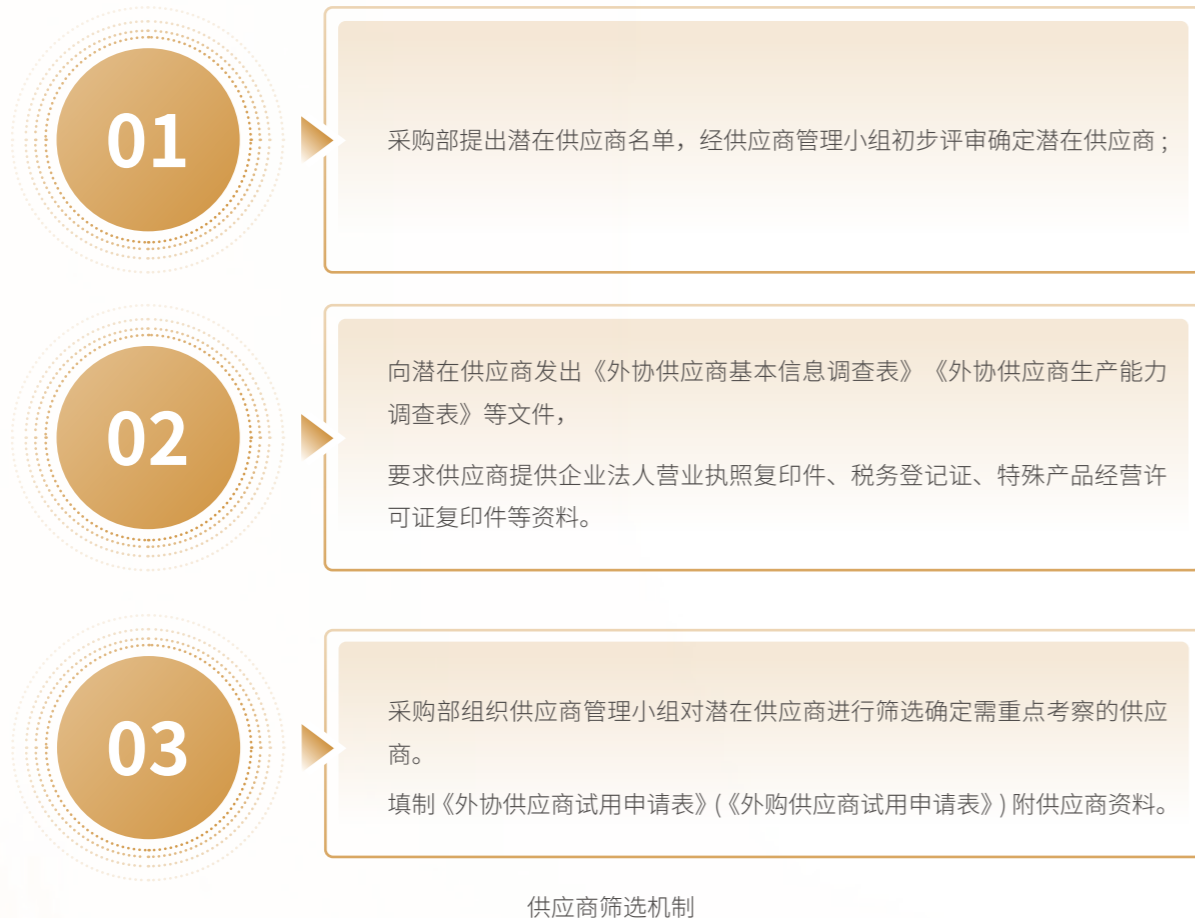 01
采购部提出潜在供应商名单，经供应商管理小组初步评审确定潜在供应商；
02
向潜在供应商发出《外协供应商基本信息调查表》《外协供应商生产能力
调查表》等文件，
要求供应商提供企业法人营业执照复印件、税务登记证、特殊产品经营许
可证复印件等资料。
03
采购部组织供应商管理小组对潜在供应商进行筛选确定需重点考察的供应
商。
填制《外协供应商试用申请表》(《外购供应商试用申请表》) 附供应商资料。
供应商筛选机制